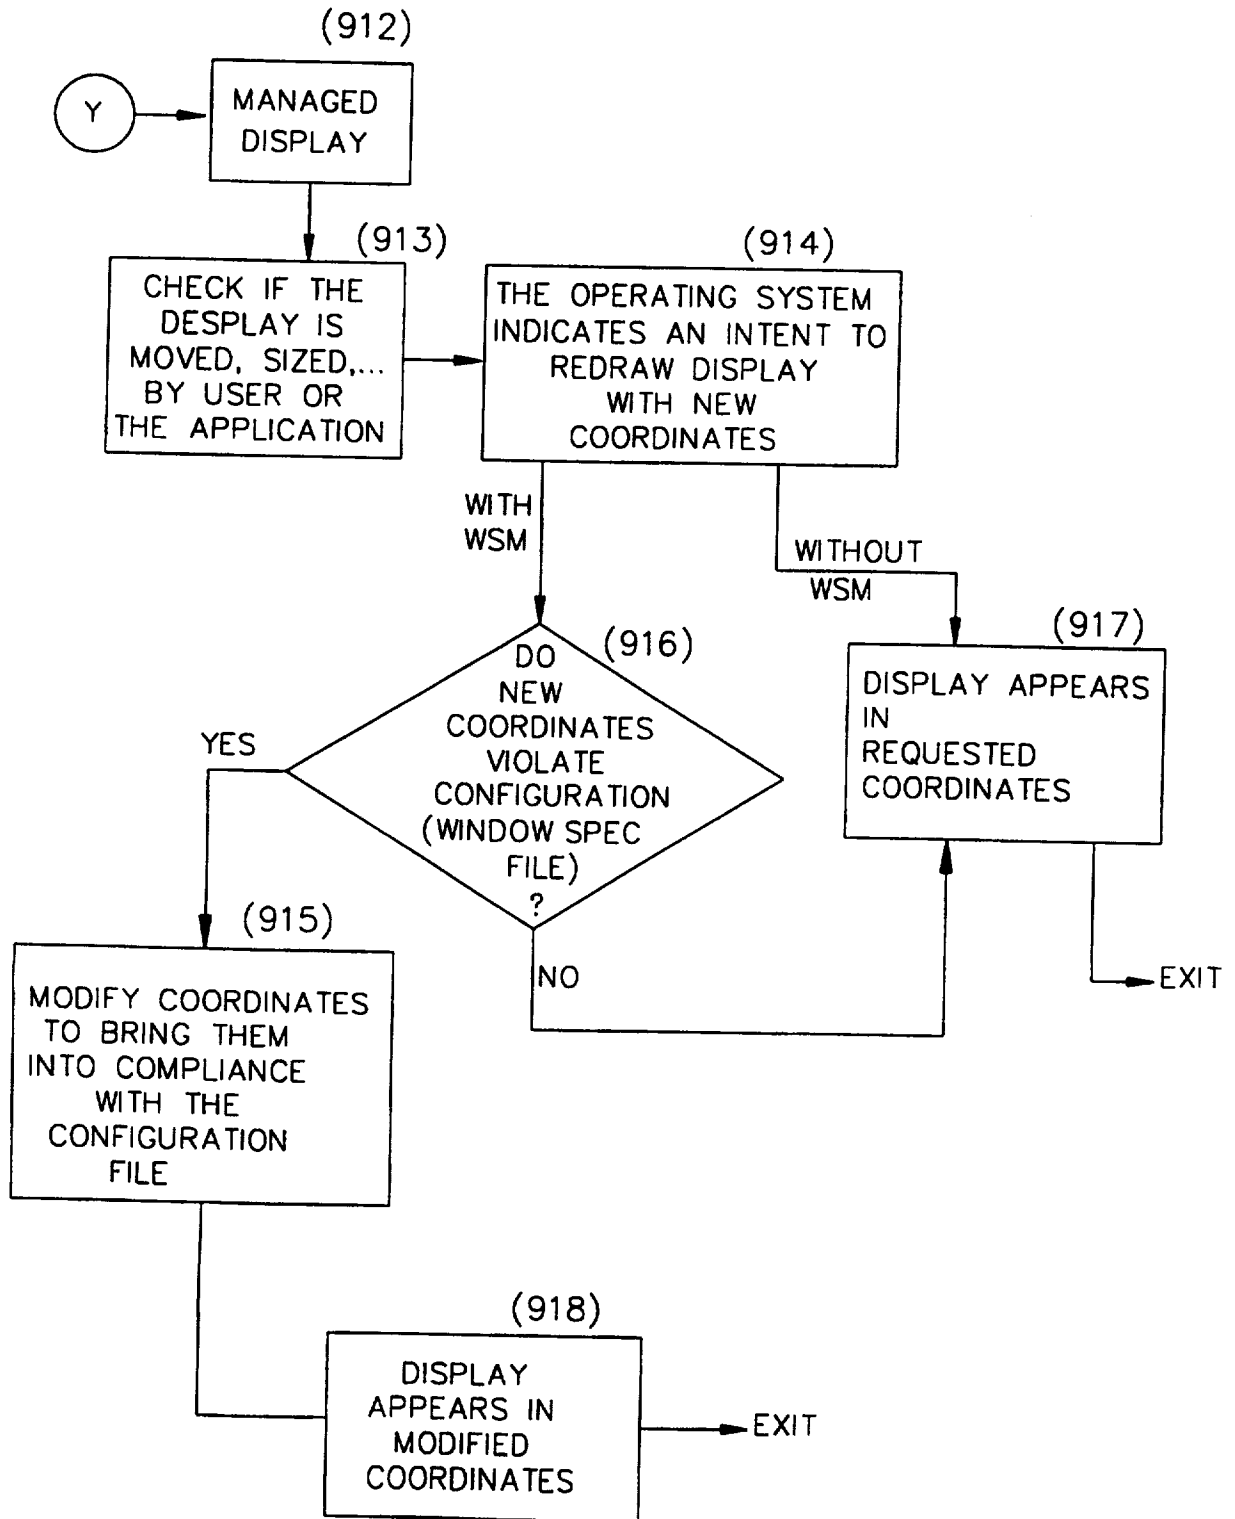 (912)
Y
MANAGED
DISPLAY
(913)
CHECK IF THE
DESPLAY IS
MOVED, SIZED,...
BY USER OR
THE APPLICATION
(914)
THE OPERATING SYSTEM
INDICATES AN INTENT TO
REDRAW DISPLAY
WITH NEW
COORDINATES
WITH
WSM
WITHOUT
WSM
(916)
DO
NEW
COORDINATES
VIOLATE
CONFIGURATION
(WINDOW SPEC
FILE)
?
YES
NO
(917)
DISPLAY APPEARS
IN
REQUESTED
COORDINATES
EXIT
(915)
MODIFY COORDINATES
TO BRING THEM
INTO COMPLIANCE
WITH THE
CONFIGURATION
FILE
(918)
DISPLAY
APPEARS IN
MODIFIED
COORDINATES
EXIT